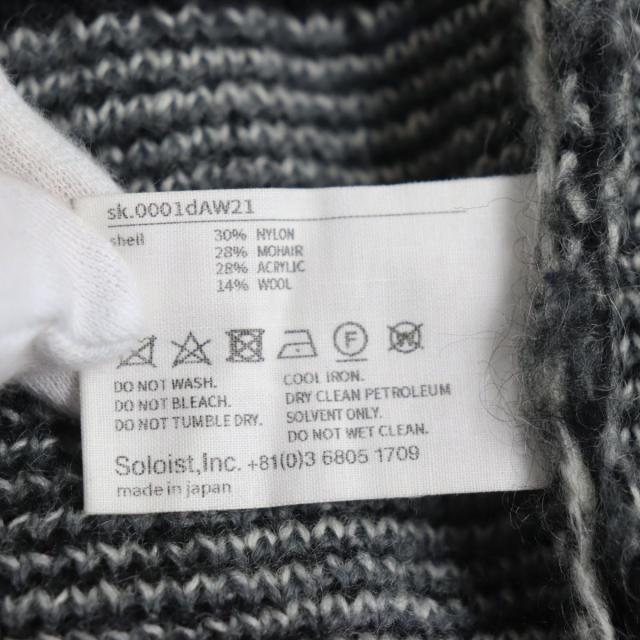 sk.0001dAW21
shell 30% NYLON
28% MOHAIR
28% ACRYLIC
14% WOOL
F W
DO NOT WASH. COOL IRON.
DO NOT BLEACH. DRY CLEAN PETROLEUM
DO NOT TUMBLE DRY. SOLVENT ONLY.
DO NOT WET CLEAN.
Soloist,Inc. +81(0)3 6805 1709
made in japan